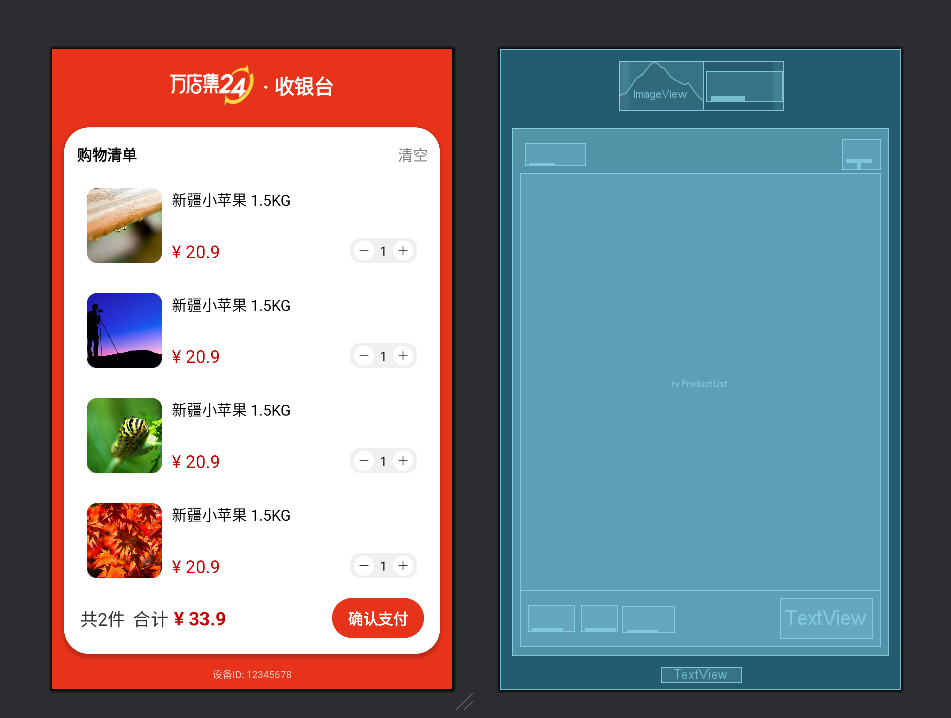 万店集24 · 收银台
购物清单 清空
新疆小苹果 1.5KG
¥ 20.9 − 1 +
新疆小苹果 1.5KG
¥ 20.9 − 1 +
新疆小苹果 1.5KG
¥ 20.9 − 1 +
新疆小苹果 1.5KG
¥ 20.9 − 1 +
共2件 合计 ¥ 33.9 确认支付
设备ID: 12345678
ImageView
rvProductList
TextView
TextView